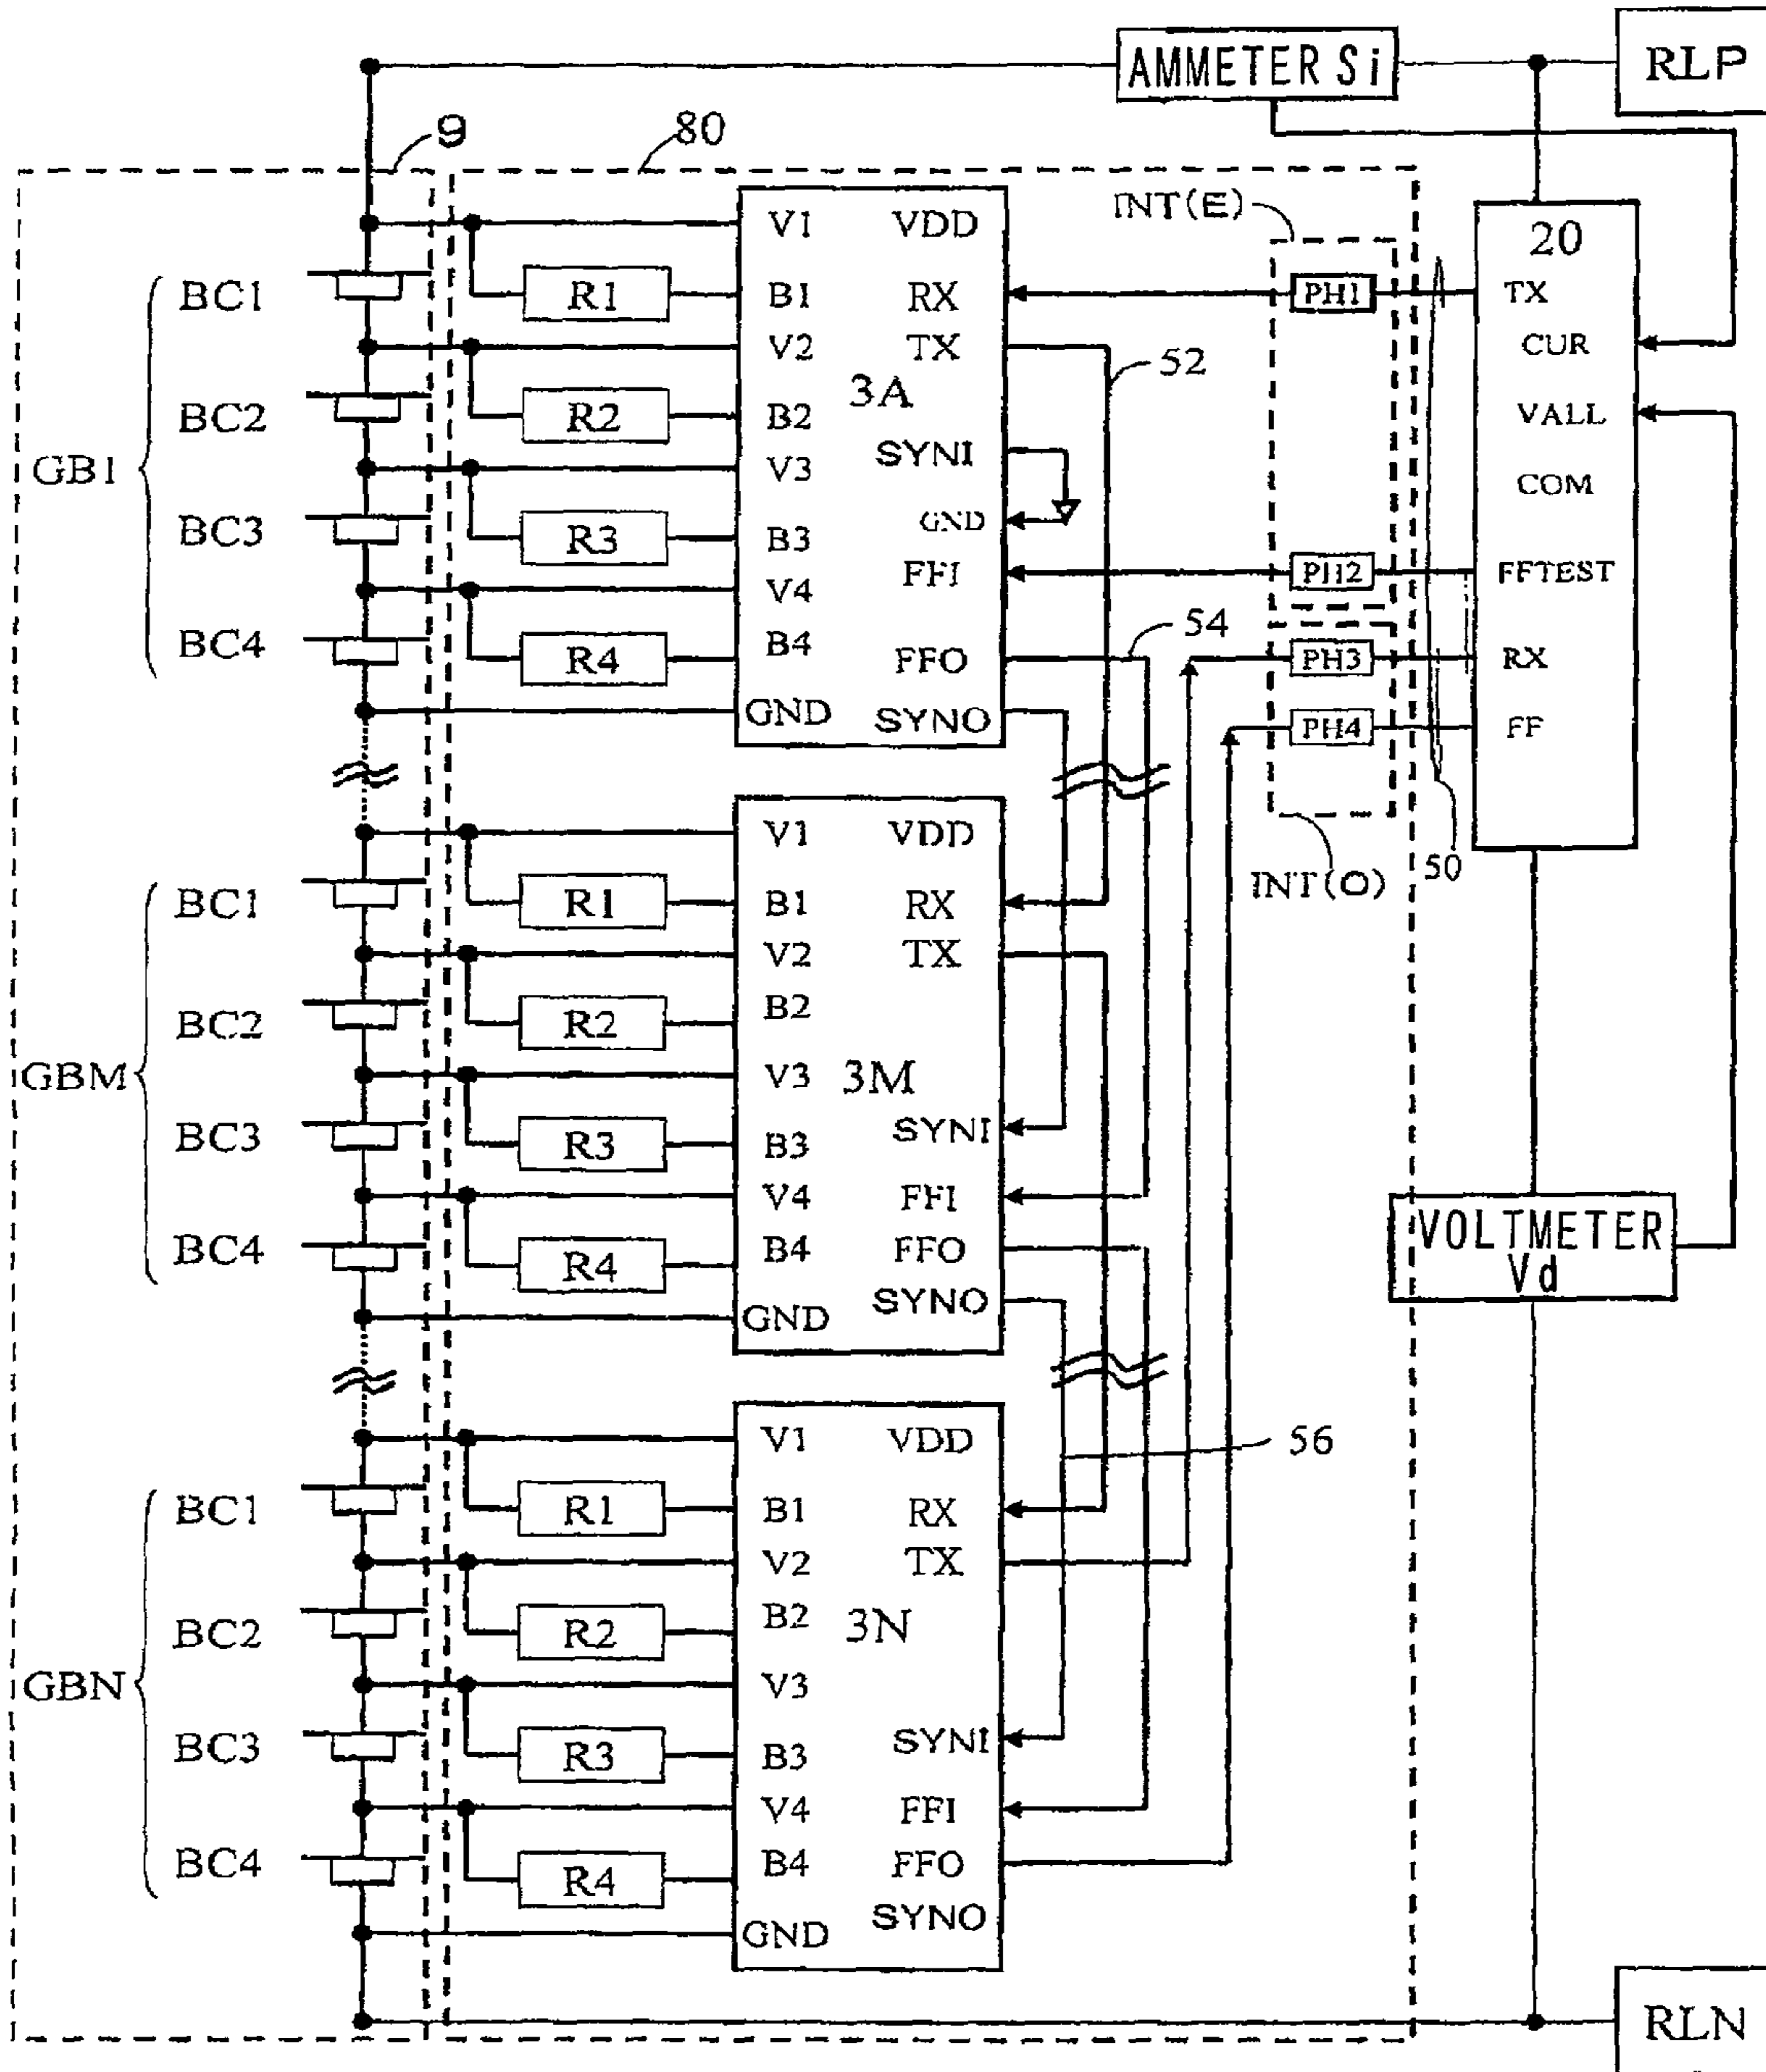 AMMETER Si
RLP
9
80
INT(E)
20
V1 VDD
BC1 R1 B1 RX PH1 TX
V2 TX 52 CUR
3A
BC2 R2 B2 VALL
SYNI
GB1 V3 COM
GND
BC3 R3 B3
FFI PH2 FFTEST
V4
54
BC4 R4 B4 FFO PH3 RX
GND SYNO PH4 FF
V1 VDD
50
INT(O)
BC1 R1 B1 RX
V2 TX
BC2 R2 B2
GBM V3 3M
BC3 R3 B3 SYNI
V4 FFI
BC4 R4 B4 FFO
VOLTMETER
Vd
GND SYNO
V1 VDD 56
BC1 R1 B1 RX
V2 TX
BC2 R2 B2 3N
GBN V3
BC3 R3 B3 SYNI
V4 FFI
BC4 R4 B4 FFO
GND SYNO
RLN